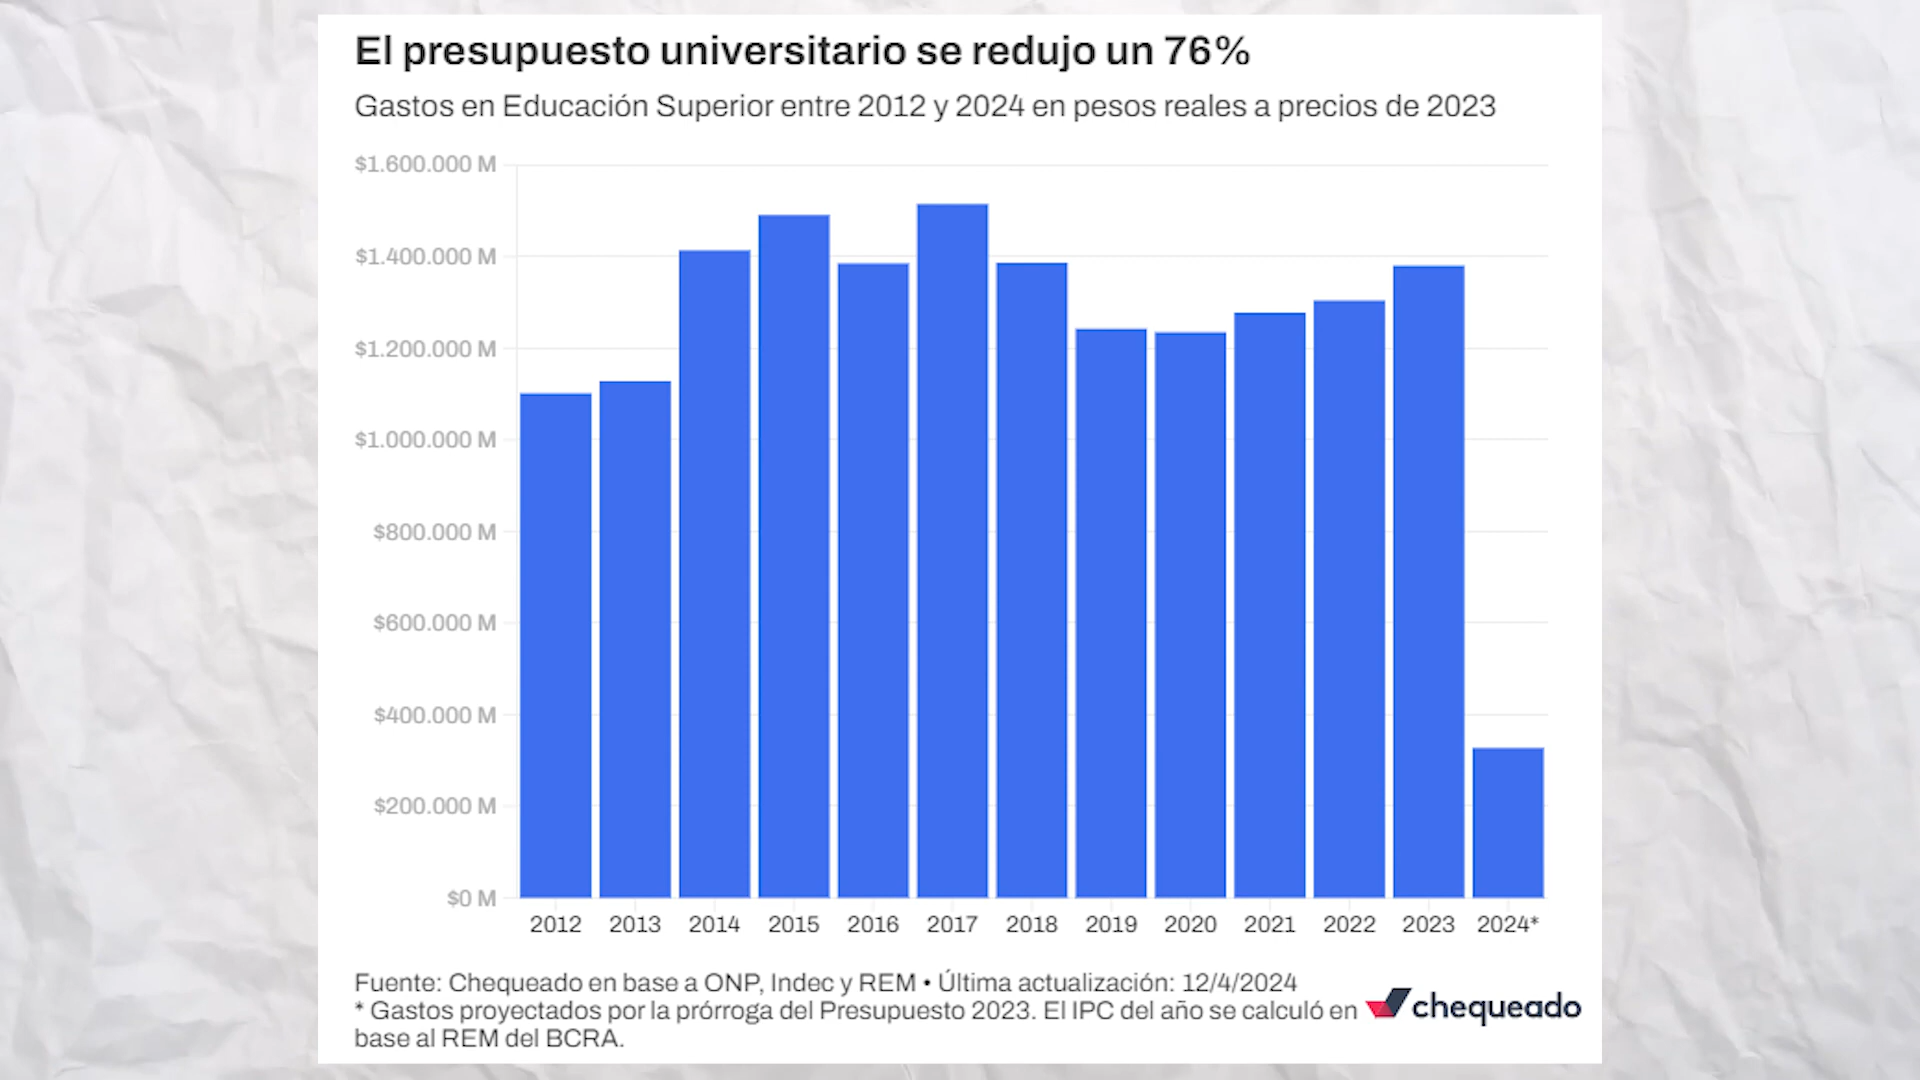 El presupuesto universitario se redujo un 76%
Gastos en Educación Superior entre 2012 y 2024 en pesos reales a precios de 2023
$1.600.000 M
$1.400.000 M
$1.200.000 M
$1.000.000 M
$800.000 M
$600.000 M
$400.000 M
$200.000 M
$0 M
2012 2013 2014 2015 2016 2017 2018 2019 2020 2021 2022 2023 2024*
Fuente: Chequeado en base a ONP, Indec y REM • Última actualización: 12/4/2024
* Gastos proyectados por la prórroga del Presupuesto 2023. El IPC del año se calculó en
base al REM del BCRA.
chequeado